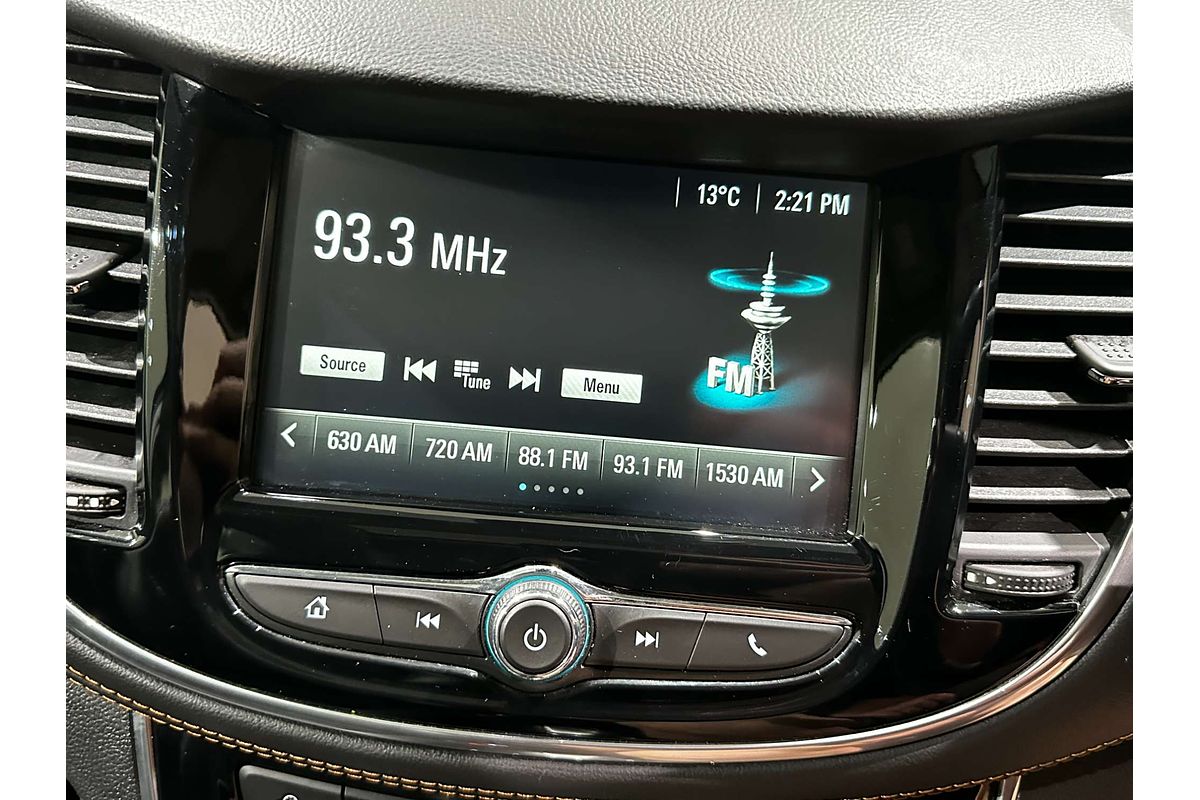 13°C 2:21 PM
93.3 MHz
FM
Source Tune Menu
630 AM 720 AM 88.1 FM 93.1 FM 1530 AM